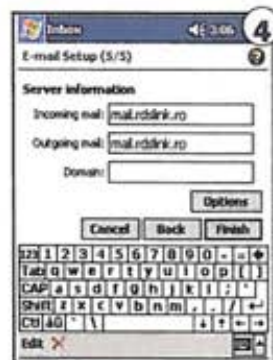 4
Inbox 3:06
E-mail Setup (5/5)
Server information
Incoming mail: mail.rdslink.ro
Outgoing mail: mail.rdslink.ro
Domain:
Options
Cancel Back Finish
123 1 2 3 4 5 6 7 8 9 0 - =
Tab q w e r t y u i o p [ ]
CAP a s d f g h j k l ; '
Shift z x c v b n m , . /
Ctl áü ` \
Edit